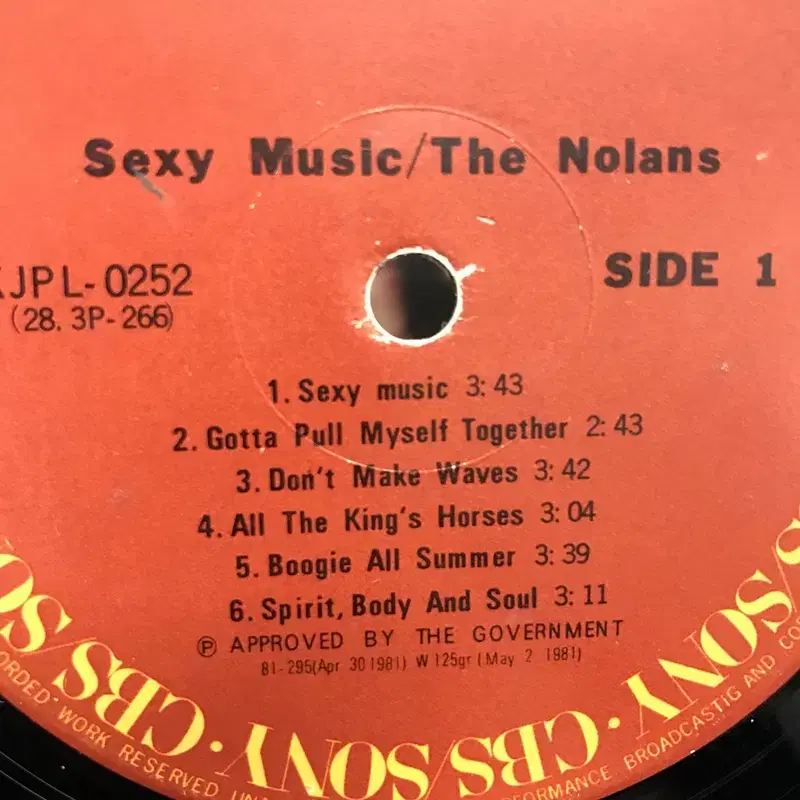 Sexy Music/The Nolans
KJPL-0252
(28. 3P-266)
SIDE 1
1. Sexy music 3:43
2. Gotta Pull Myself Together 2:43
3. Don't Make Waves 3:42
4. All The King's Horses 3:04
5. Boogie All Summer 3:39
6. Spirit, Body And Soul 3:11
Ⓟ APPROVED BY THE GOVERNMENT
81-295(Apr 30 1981) W 125gr (May 2 1981)
CBS/SONY · CBS/SONY · CBS/SONY
WORK RESERVED
PERFORMANCE BROADCASTIG AND